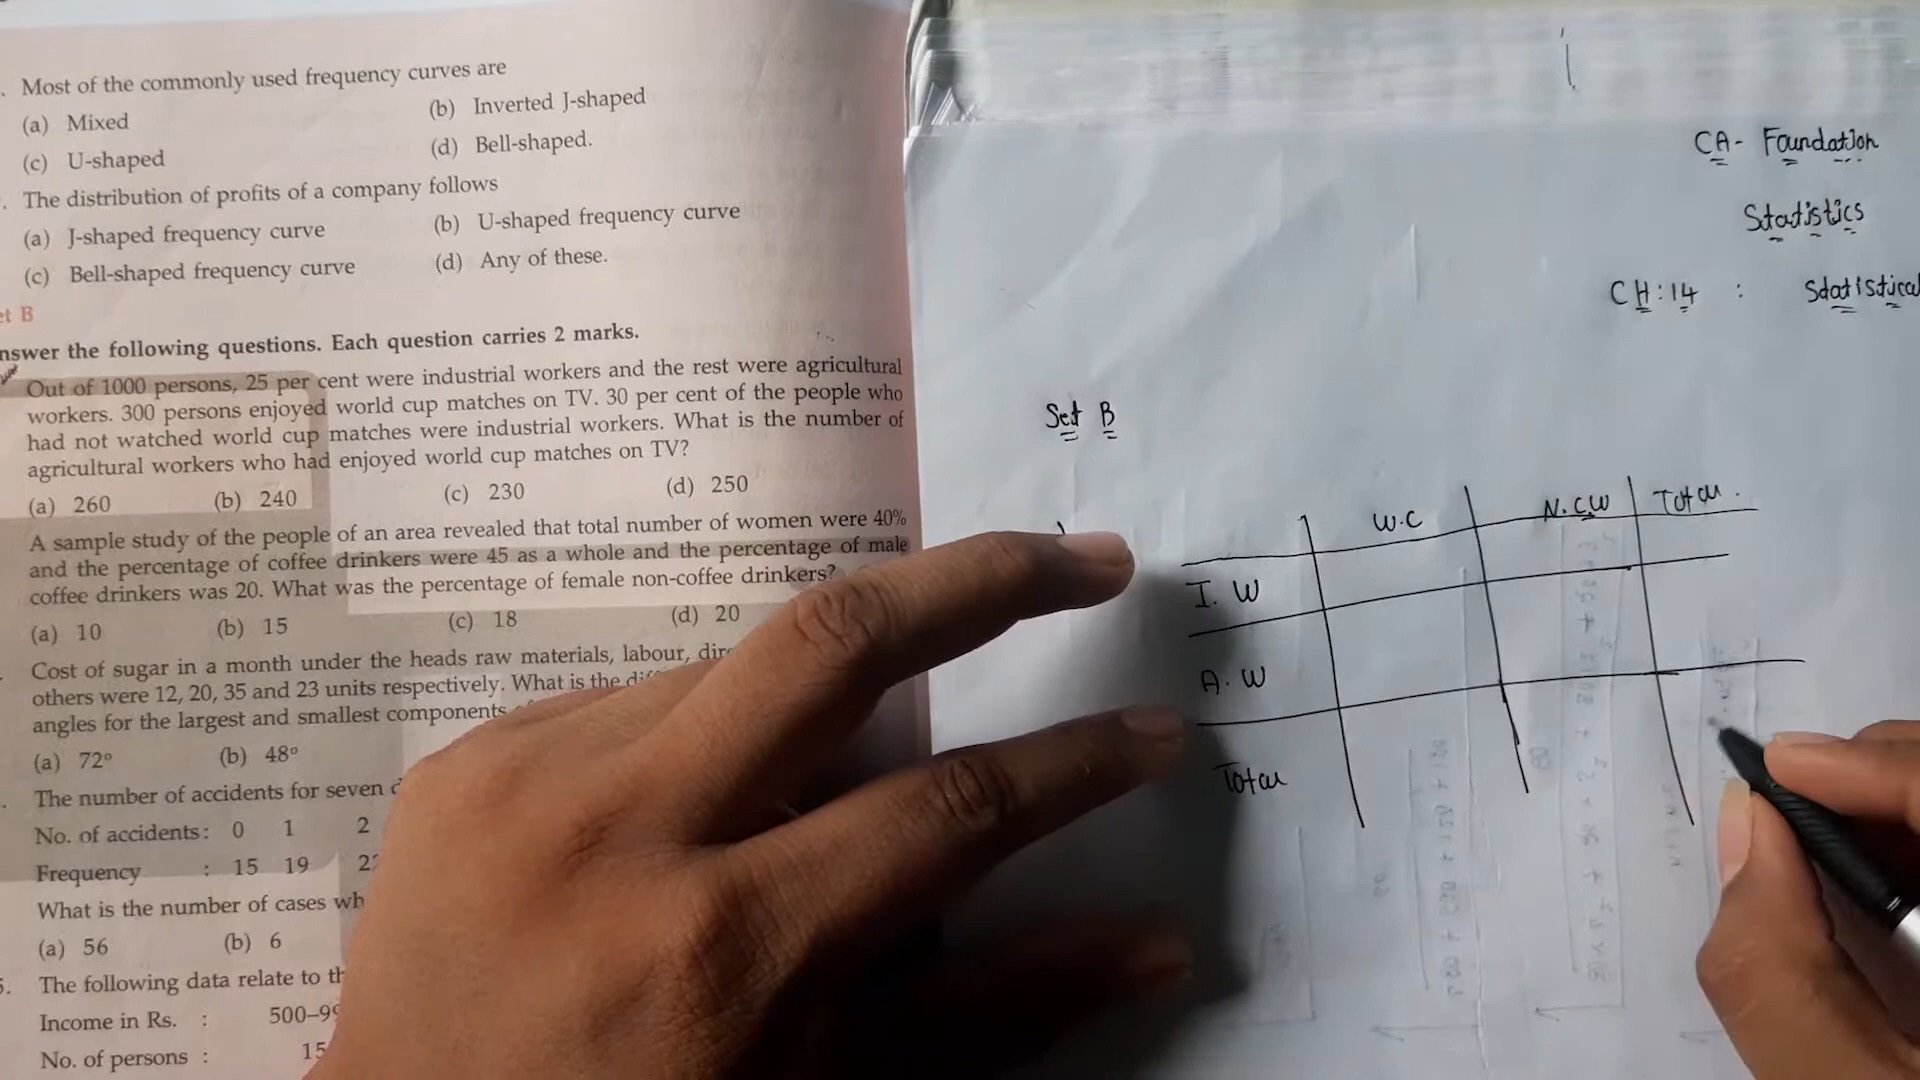 . Most of the commonly used frequency curves are
(a) Mixed (b) Inverted J-shaped
(c) U-shaped (d) Bell-shaped.
. The distribution of profits of a company follows
(a) J-shaped frequency curve (b) U-shaped frequency curve
(c) Bell-shaped frequency curve (d) Any of these.
et B
nswer the following questions. Each question carries 2 marks.
Out of 1000 persons, 25 per cent were industrial workers and the rest were agricultural
workers. 300 persons enjoyed world cup matches on TV. 30 per cent of the people who
had not watched world cup matches were industrial workers. What is the number of
agricultural workers who had enjoyed world cup matches on TV?
(a) 260 (b) 240 (c) 230 (d) 250
A sample study of the people of an area revealed that total number of women were 40%
and the percentage of coffee drinkers were 45 as a whole and the percentage of male
coffee drinkers was 20. What was the percentage of female non-coffee drinkers?
(a) 10 (b) 15 (c) 18 (d) 20
. Cost of sugar in a month under the heads raw materials, labour, dire
others were 12, 20, 35 and 23 units respectively. What is the
angles for the largest and smallest components
(a) 72° (b) 48°
. The number of accidents for seven d
No. of accidents: 0 1 2
Frequency : 15 19 2
What is the number of cases wh
(a) 56 (b) 6
5. The following data relate to th
Income in Rs. : 500–99
No. of persons : 15
CA- Foundation
Statistics
CH:14 : Statistical
Set B
W.C N.CW Total.
I. W
A. W
Total